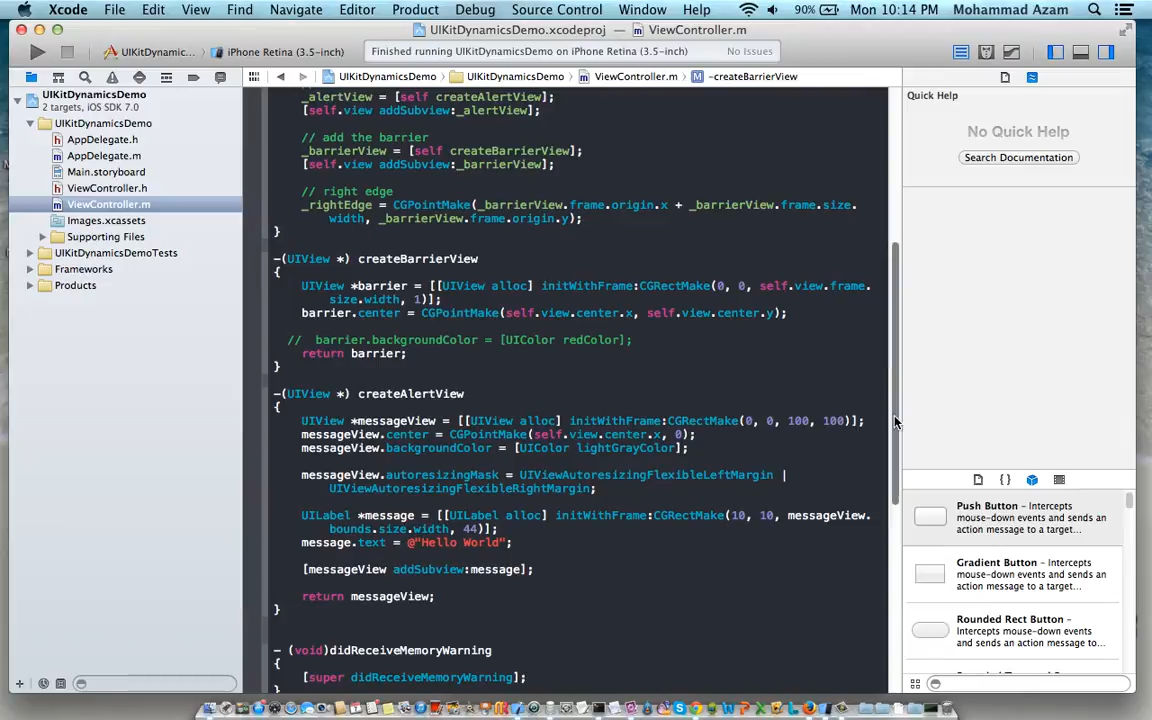 Xcode File Edit View Find Navigate Editor Product Debug Source Control Window Help 90% Mon 10:14 PM Mohammad Azam
UIKitDynamicsDemo.xcodeproj — ViewController.m
UIKitDynamic... iPhone Retina (3.5-inch) Finished running UIKitDynamicsDemo on iPhone Retina (3.5-inch) No Issues
UIKitDynamicsDemo UIKitDynamicsDemo ViewController.m -createBarrierView
UIKitDynamicsDemo
2 targets, iOS SDK 7.0
UIKitDynamicsDemo
AppDelegate.h
AppDelegate.m
Main.storyboard
ViewController.h
ViewController.m
Images.xcassets
Supporting Files
UIKitDynamicsDemoTests
Frameworks
Products
_alertView = [self createAlertView];
[self.view addSubview:_alertView];
// add the barrier
_barrierView = [self createBarrierView];
[self.view addSubview:_barrierView];
// right edge
_rightEdge = CGPointMake(_barrierView.frame.origin.x + _barrierView.frame.size.
width, _barrierView.frame.origin.y);
}
-(UIView *) createBarrierView
{
UIView *barrier = [[UIView alloc] initWithFrame:CGRectMake(0, 0, self.view.frame.
size.width, 1)];
barrier.center = CGPointMake(self.view.center.x, self.view.center.y);
// barrier.backgroundColor = [UIColor redColor];
return barrier;
}
-(UIView *) createAlertView
{
UIView *messageView = [[UIView alloc] initWithFrame:CGRectMake(0, 0, 100, 100)];
messageView.center = CGPointMake(self.view.center.x, 0);
messageView.backgroundColor = [UIColor lightGrayColor];
messageView.autoresizingMask = UIViewAutoresizingFlexibleLeftMargin |
UIViewAutoresizingFlexibleRightMargin;
UILabel *message = [[UILabel alloc] initWithFrame:CGRectMake(10, 10, messageView.
bounds.size.width, 44)];
message.text = @"Hello World";
[messageView addSubview:message];
return messageView;
}
- (void)didReceiveMemoryWarning
{
[super didReceiveMemoryWarning];
}
Quick Help
No Quick Help
Search Documentation
Push Button – Intercepts
mouse-down events and sends an
action message to a target...
Gradient Button – Intercepts
mouse-down events and sends an
action message to a target...
Rounded Rect Button –
Intercepts mouse-down events
and sends an action message to...